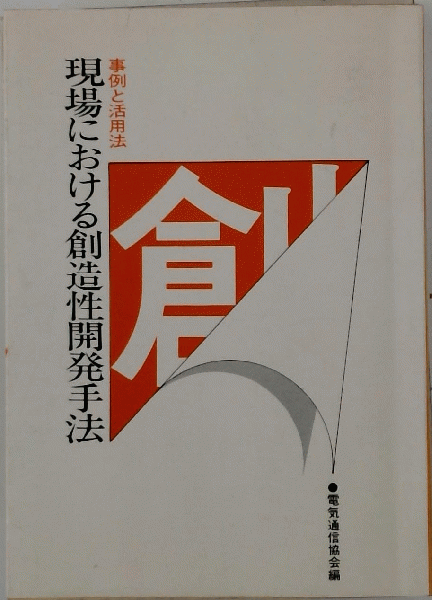 事例と活用法
現場における創造性開発手法
創
●電気通信協会編